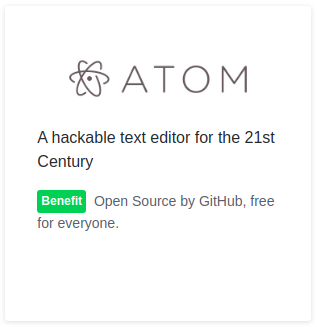 ATOM
A hackable text editor for the 21st
Century
Benefit Open Source by GitHub, free
for everyone.